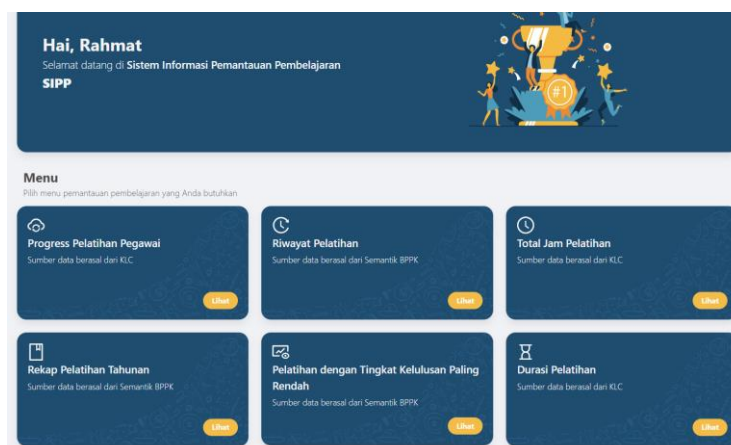 Hai, Rahmat
Selamat datang di Sistem Informasi Pemantauan Pembelajaran
SIPP
#1
Menu
Pilih menu pemantauan pembelajaran yang Anda butuhkan
Progress Pelatihan Pegawai
Sumber data berasal dari KLC
Lihat
Riwayat Pelatihan
Sumber data berasal dari Semantik BPPK
Lihat
Total Jam Pelatihan
Sumber data berasal dari KLC
Lihat
Rekap Pelatihan Tahunan
Sumber data berasal dari Semantik BPPK
Lihat
Pelatihan dengan Tingkat Kelulusan Paling
Rendah
Sumber data berasal dari Semantik BPPK
Lihat
Durasi Pelatihan
Sumber data berasal dari KLC
Lihat